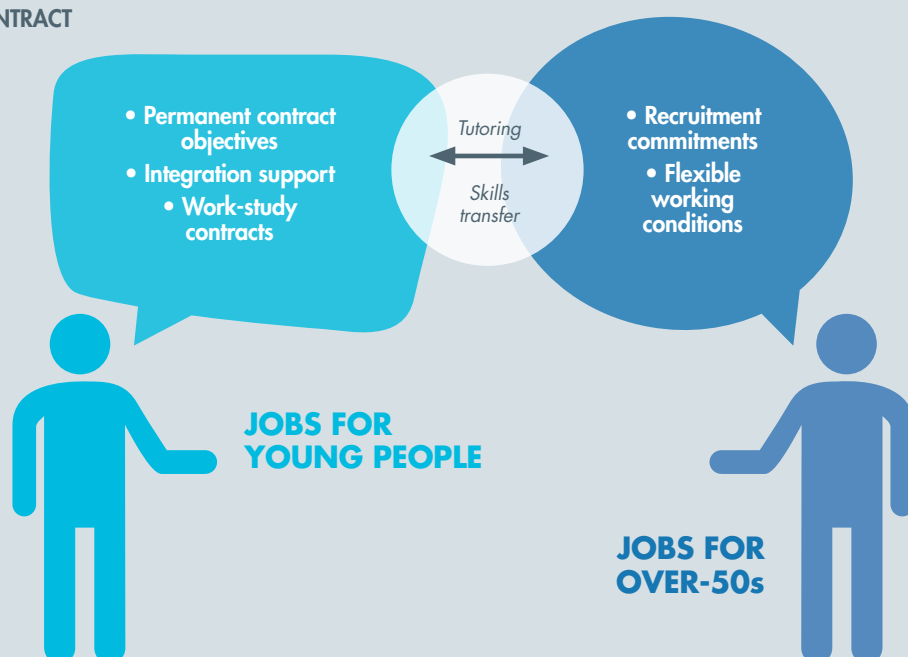 NTRACT
• Permanent contract
objectives
• Integration support
• Work-study
contracts
Tutoring
Skills
transfer
• Recruitment
commitments
• Flexible
working
conditions
JOBS FOR
YOUNG PEOPLE
JOBS FOR
OVER-50s